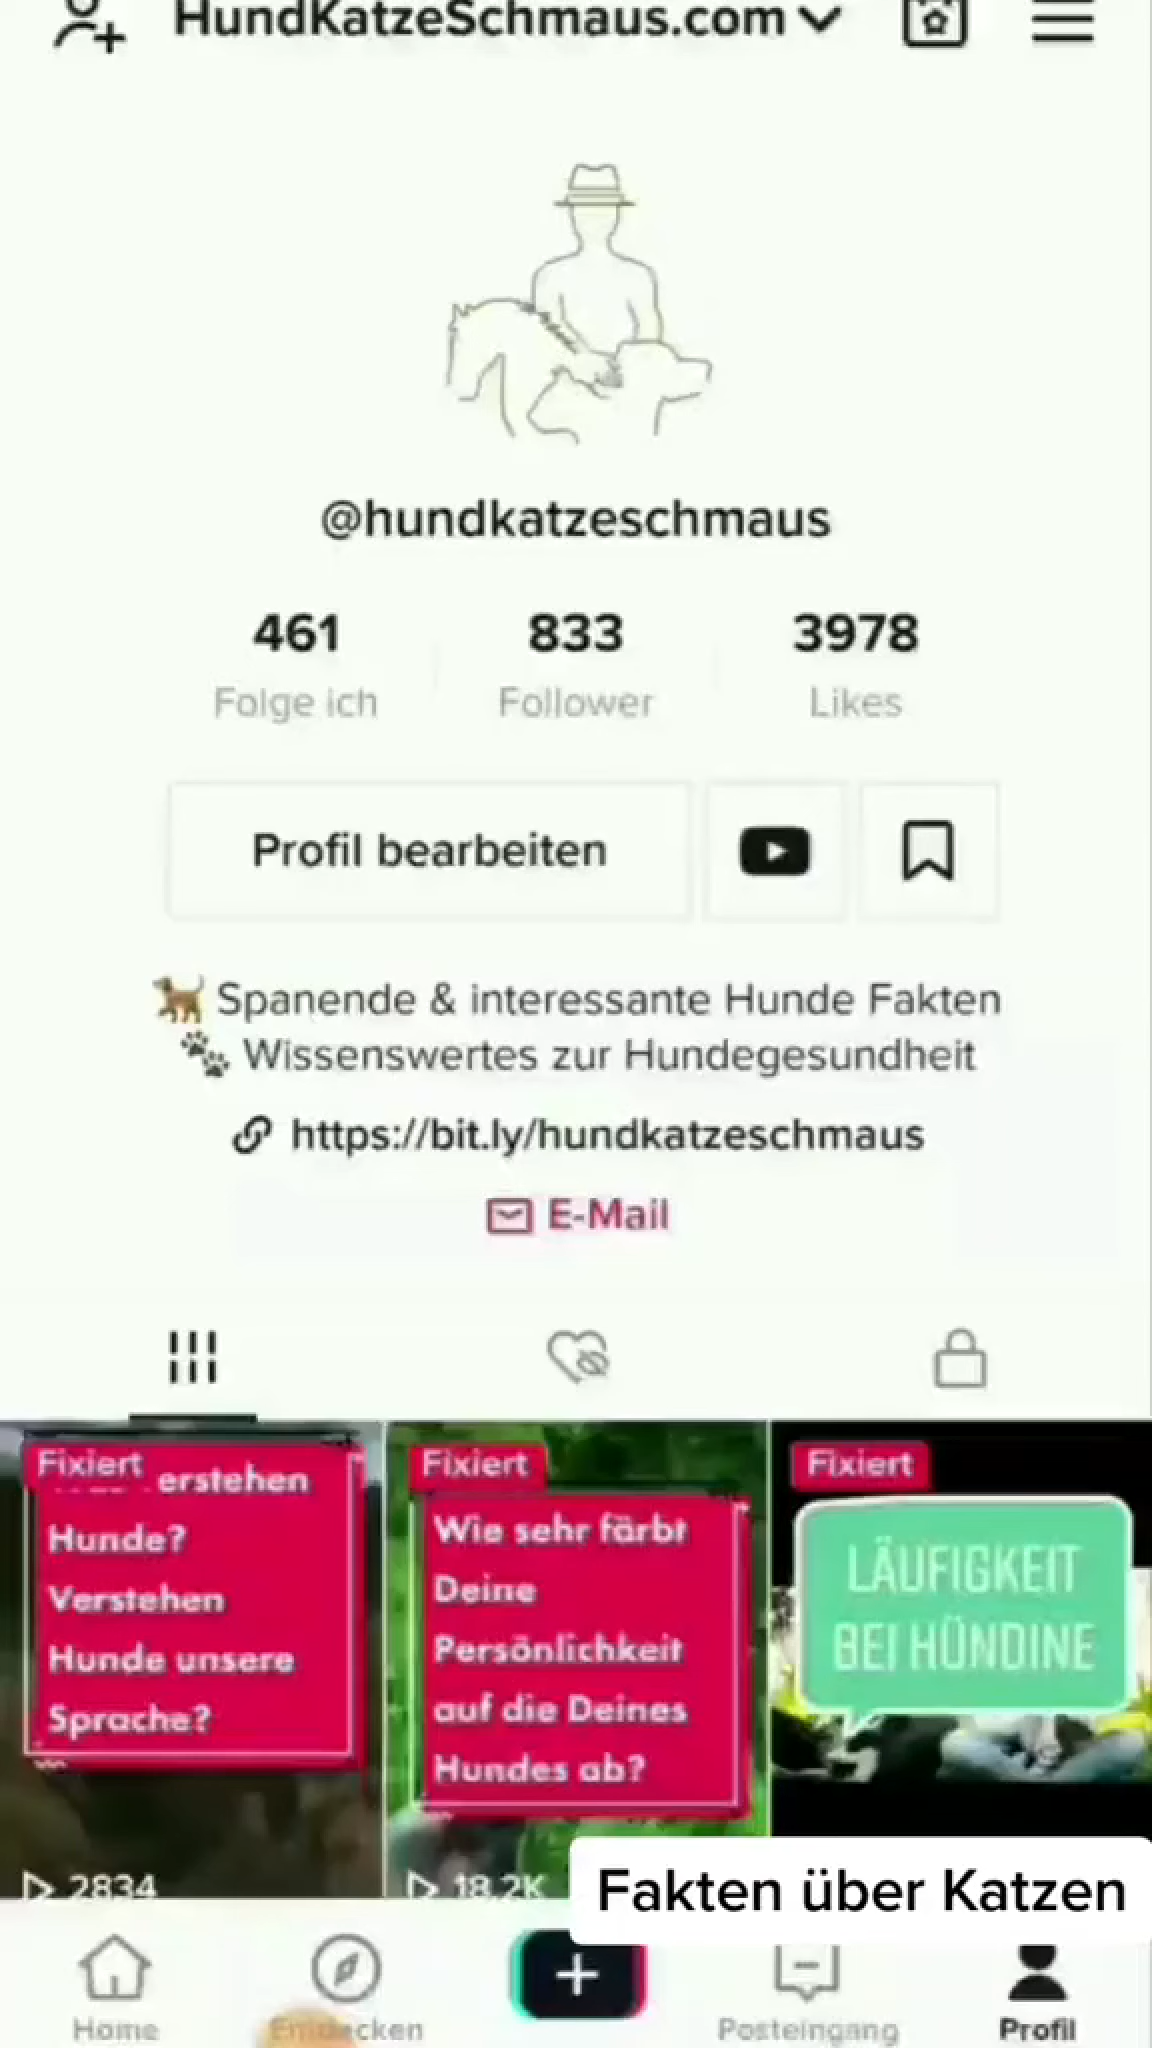 HundKatzeSchmaus.com
@hundkatzeschmaus
461 833 3978
Folge ich Follower Likes
Profil bearbeiten
Spanende & interessante Hunde Fakten
Wissenswertes zur Hundegesundheit
https://bit.ly/hundkatzeschmaus
E-Mail
Fixiert
erstehen
Hunde?
Verstehen
Hunde unsere
Sprache?
2834
Fixiert
Wie sehr färbt
Deine
Persönlichkeit
auf die Deines
Hundes ab?
18.2K
Fixiert
LÄUFIGKEIT
BEI HÜNDINE
Fakten über Katzen
Home Entdecken Posteingang Profil